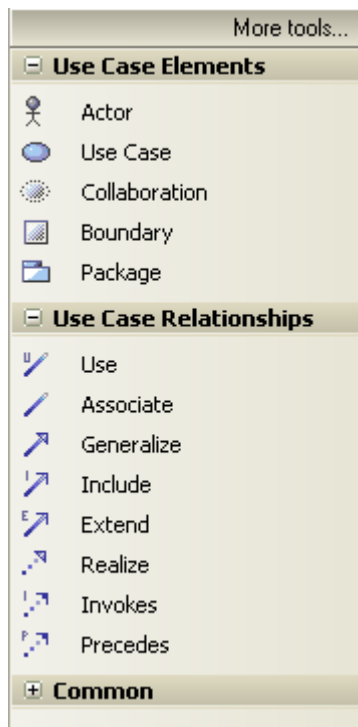 More tools...
Use Case Elements
Actor
Use Case
Collaboration
Boundary
Package
Use Case Relationships
U Use
Associate
Generalize
I Include
E Extend
Realize
I Invokes
P Precedes
Common